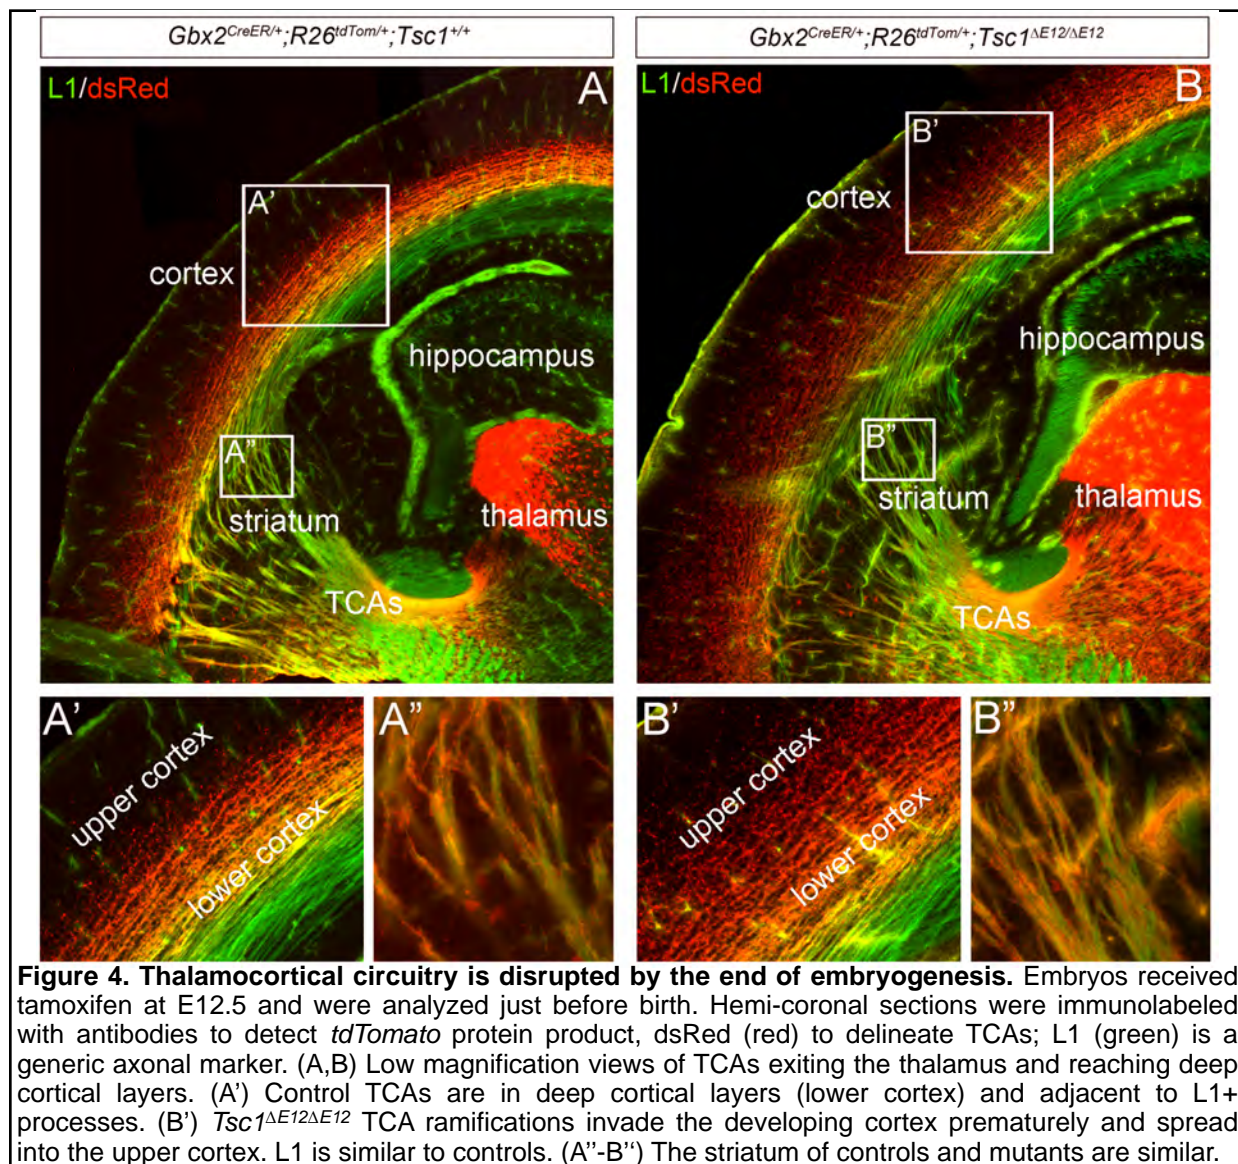 Gbx2CreER/+;R26tdTom/+;Tsc1+/+
Gbx2CreER/+;R26tdTom/+;Tsc1ΔE12/ΔE12
L1/dsRed
A
A'
cortex
hippocampus
A"
striatum
thalamus
TCAs
L1/dsRed
B
B'
cortex
hippocampus
B"
striatum
thalamus
TCAs
A'
upper cortex
lower cortex
A"
B'
upper cortex
lower cortex
B"
Figure 4. Thalamocortical circuitry is disrupted by the end of embryogenesis. Embryos received
tamoxifen at E12.5 and were analyzed just before birth. Hemi-coronal sections were immunolabeled
with antibodies to detect tdTomato protein product, dsRed (red) to delineate TCAs; L1 (green) is a
generic axonal marker. (A,B) Low magnification views of TCAs exiting the thalamus and reaching deep
cortical layers. (A') Control TCAs are in deep cortical layers (lower cortex) and adjacent to L1+
processes. (B') Tsc1ΔE12ΔE12 TCA ramifications invade the developing cortex prematurely and spread
into the upper cortex. L1 is similar to controls. (A''-B'') The striatum of controls and mutants are similar.